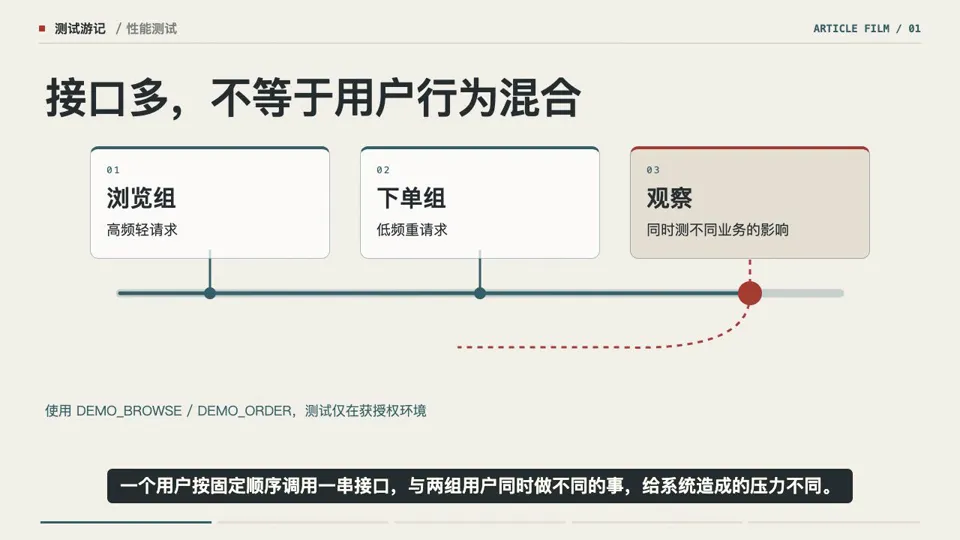 测试游记 / 性能测试
ARTICLE FILM / 01
接口多，不等于用户行为混合
01
浏览组
高频轻请求
02
下单组
低频重请求
03
观察
同时测不同业务的影响
使用 DEMO_BROWSE / DEMO_ORDER，测试仅在获授权环境
一个用户按固定顺序调用一串接口，与两组用户同时做不同的事，给系统造成的压力不同。